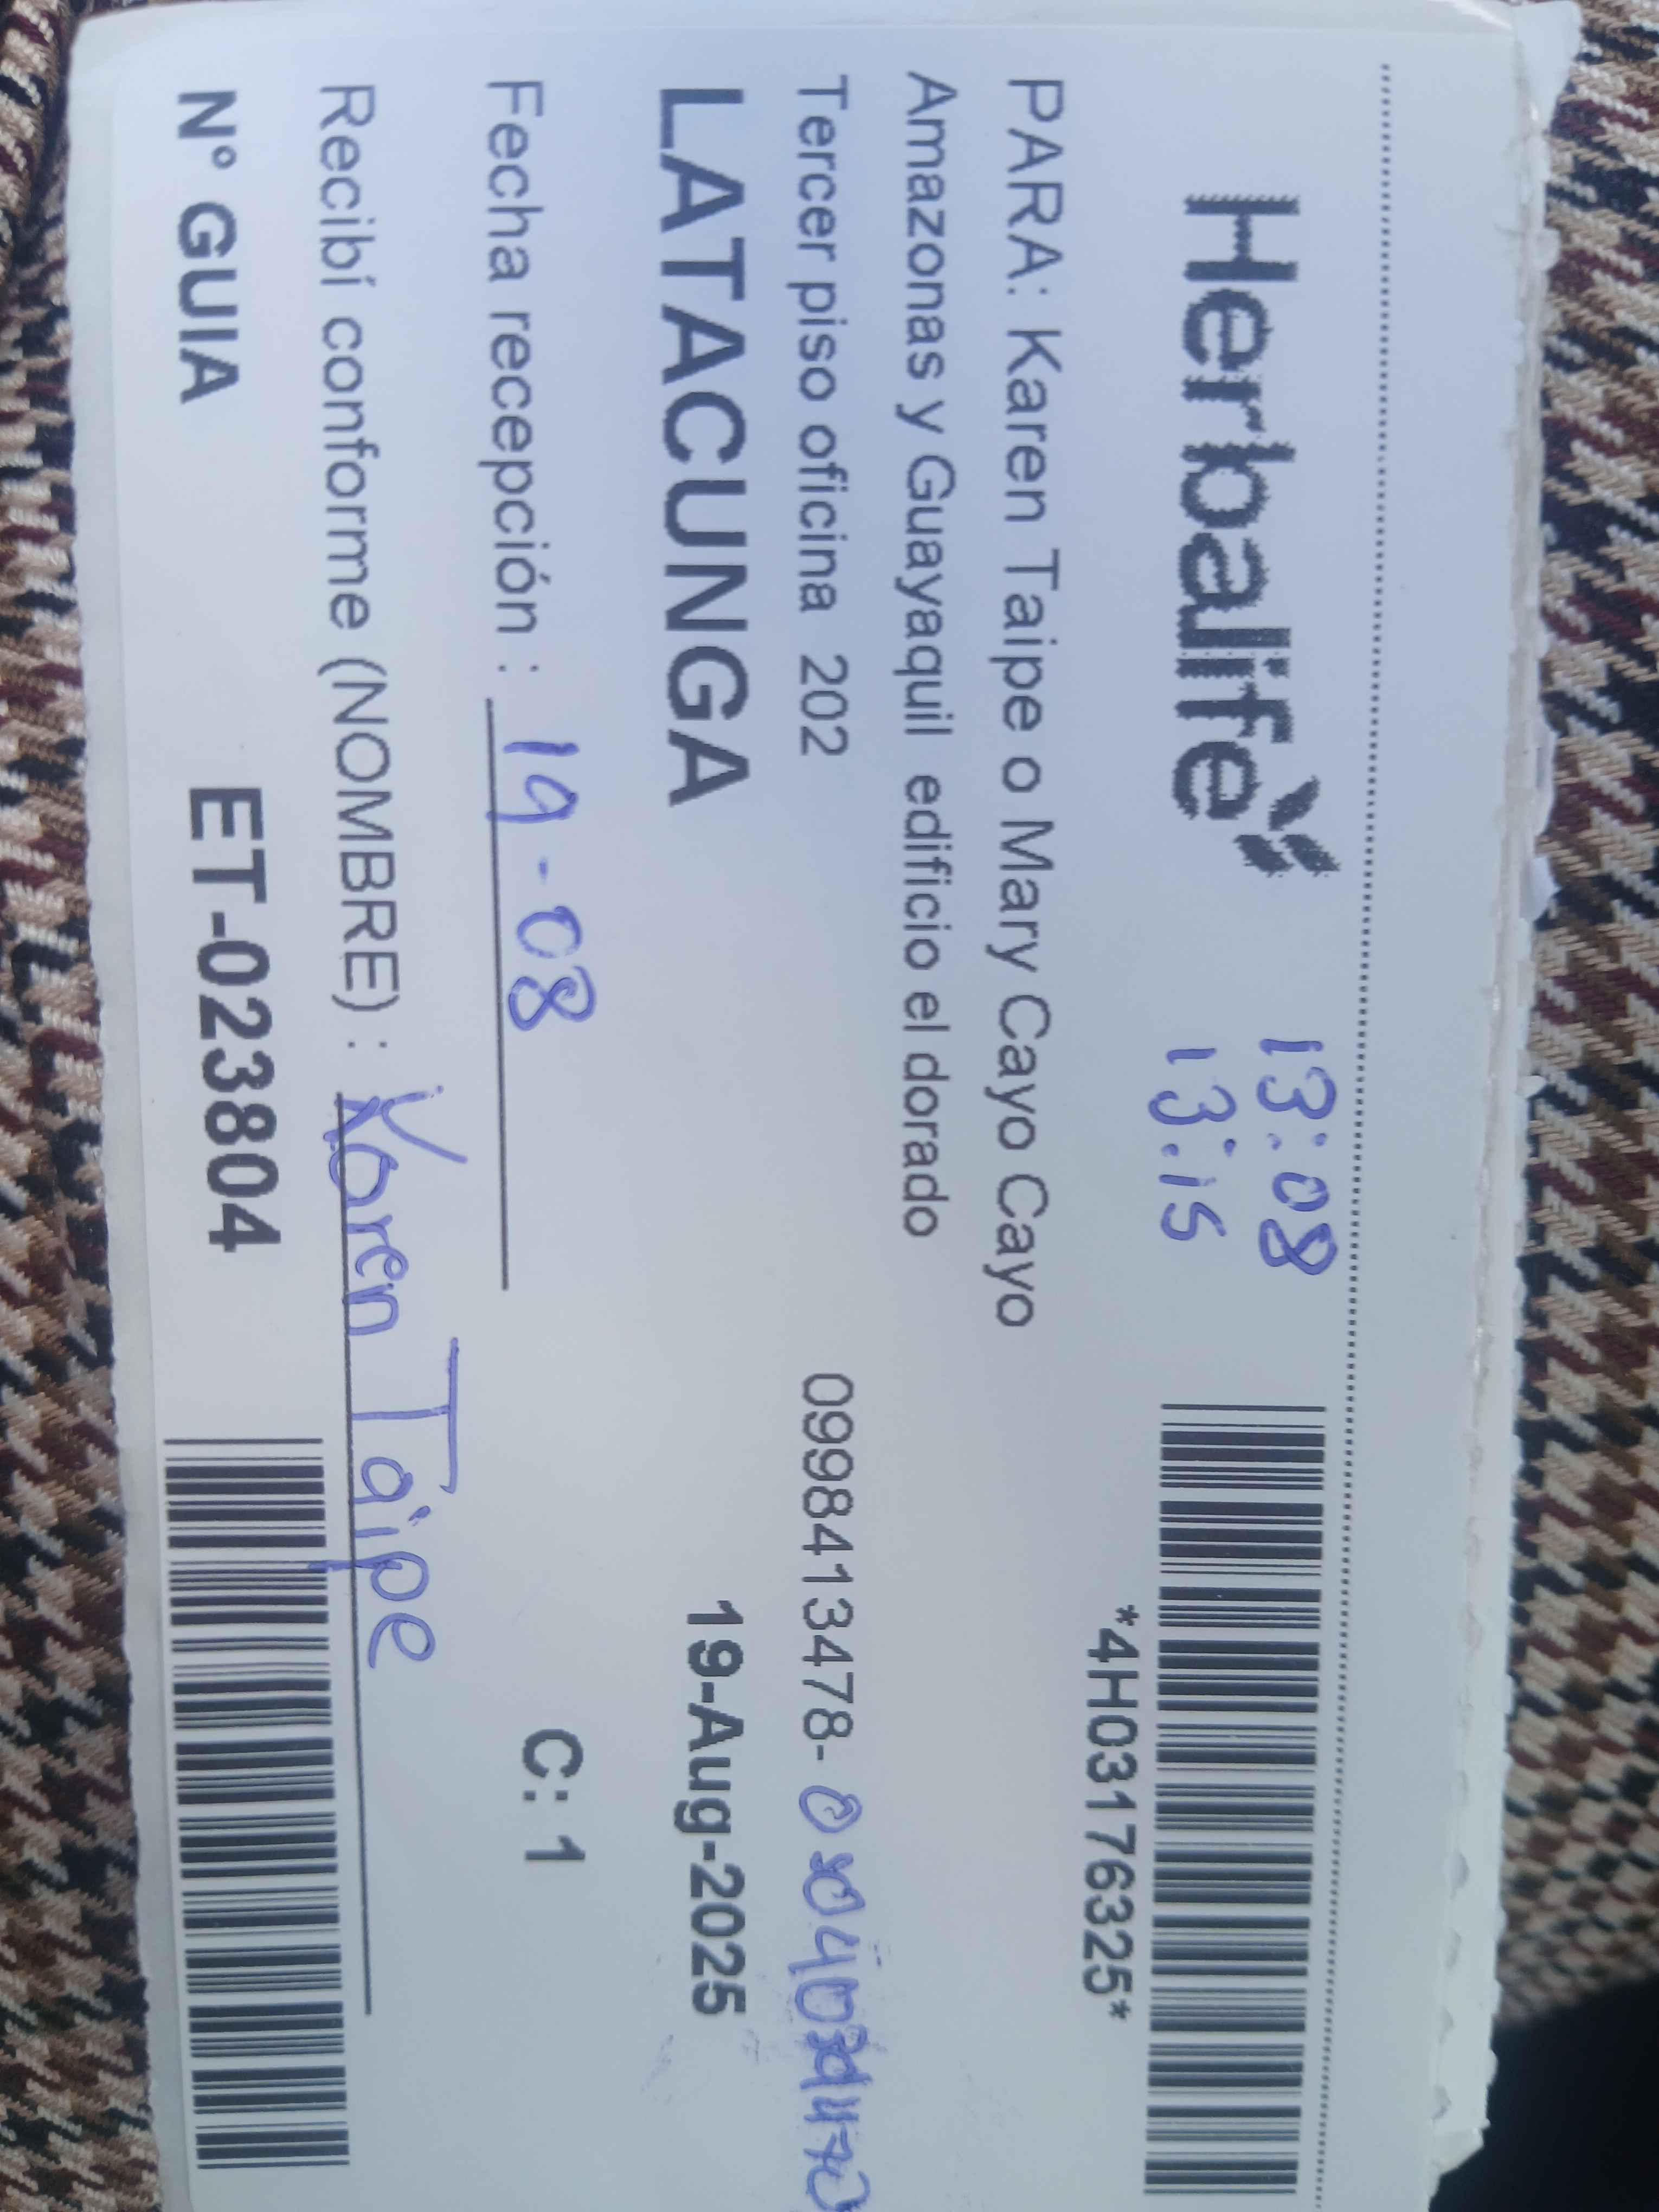 Herbalife
13:08
13:15
*4H03176325*
PARA: Karen Taipe o Mary Cayo Cayo
Amazonas y Guayaquil edificio el dorado
Tercer piso oficina 202 0998413478-
LATACUNGA 19-Aug-2025
Fecha recepción : 19-08 C: 1
Recibí conforme (NOMBRE) : Karen Taipe
N° GUIA ET-023804